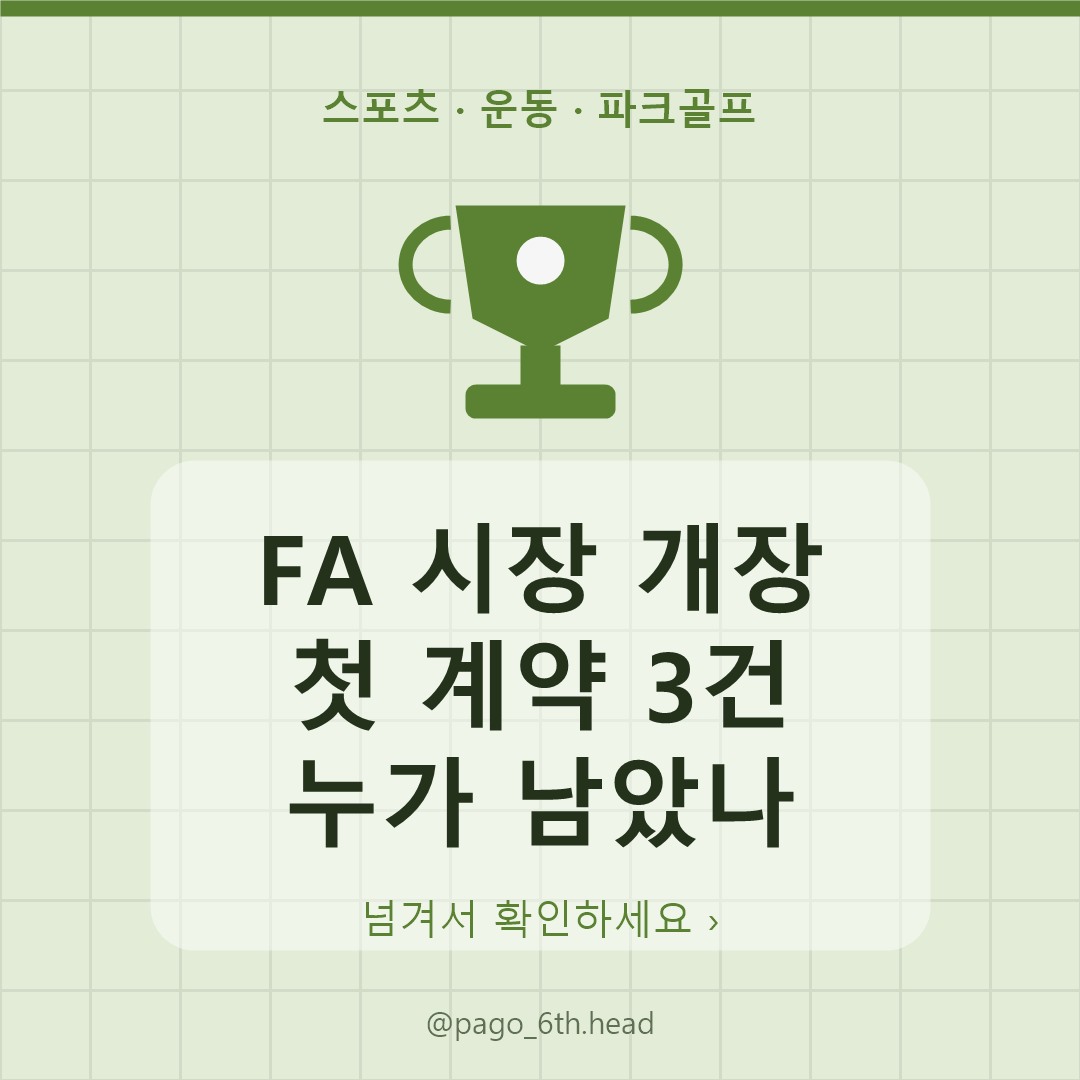 스포츠 · 운동 · 파크골프
FA 시장 개장
첫 계약 3건
누가 남았나
넘겨서 확인하세요 ›
@pago_6th.head